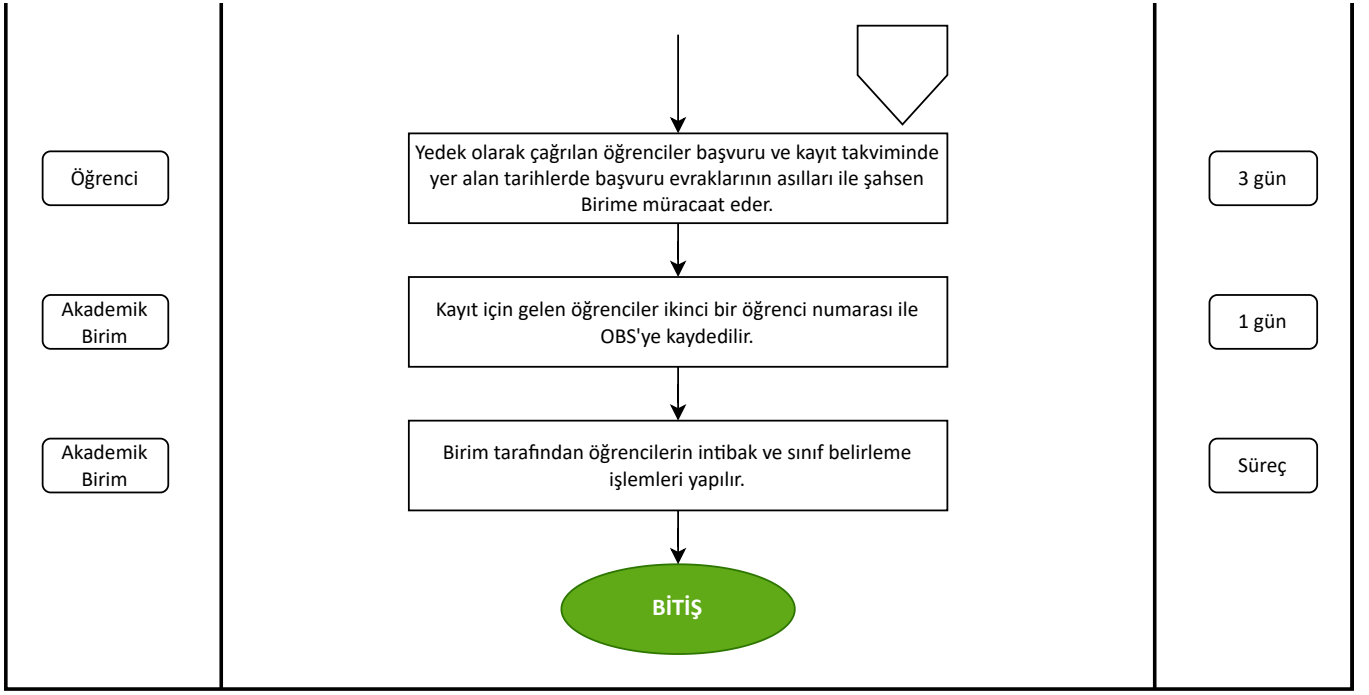 Öğrenci
Yedek olarak çağrılan öğrenciler başvuru ve kayıt takviminde
yer alan tarihlerde başvuru evraklarının asılları ile şahsen
Birime müracaat eder.
3 gün
Akademik
Birim
Kayıt için gelen öğrenciler ikinci bir öğrenci numarası ile
OBS'ye kaydedilir.
1 gün
Akademik
Birim
Birim tarafından öğrencilerin intibak ve sınıf belirleme
işlemleri yapılır.
Süreç
BİTİŞ